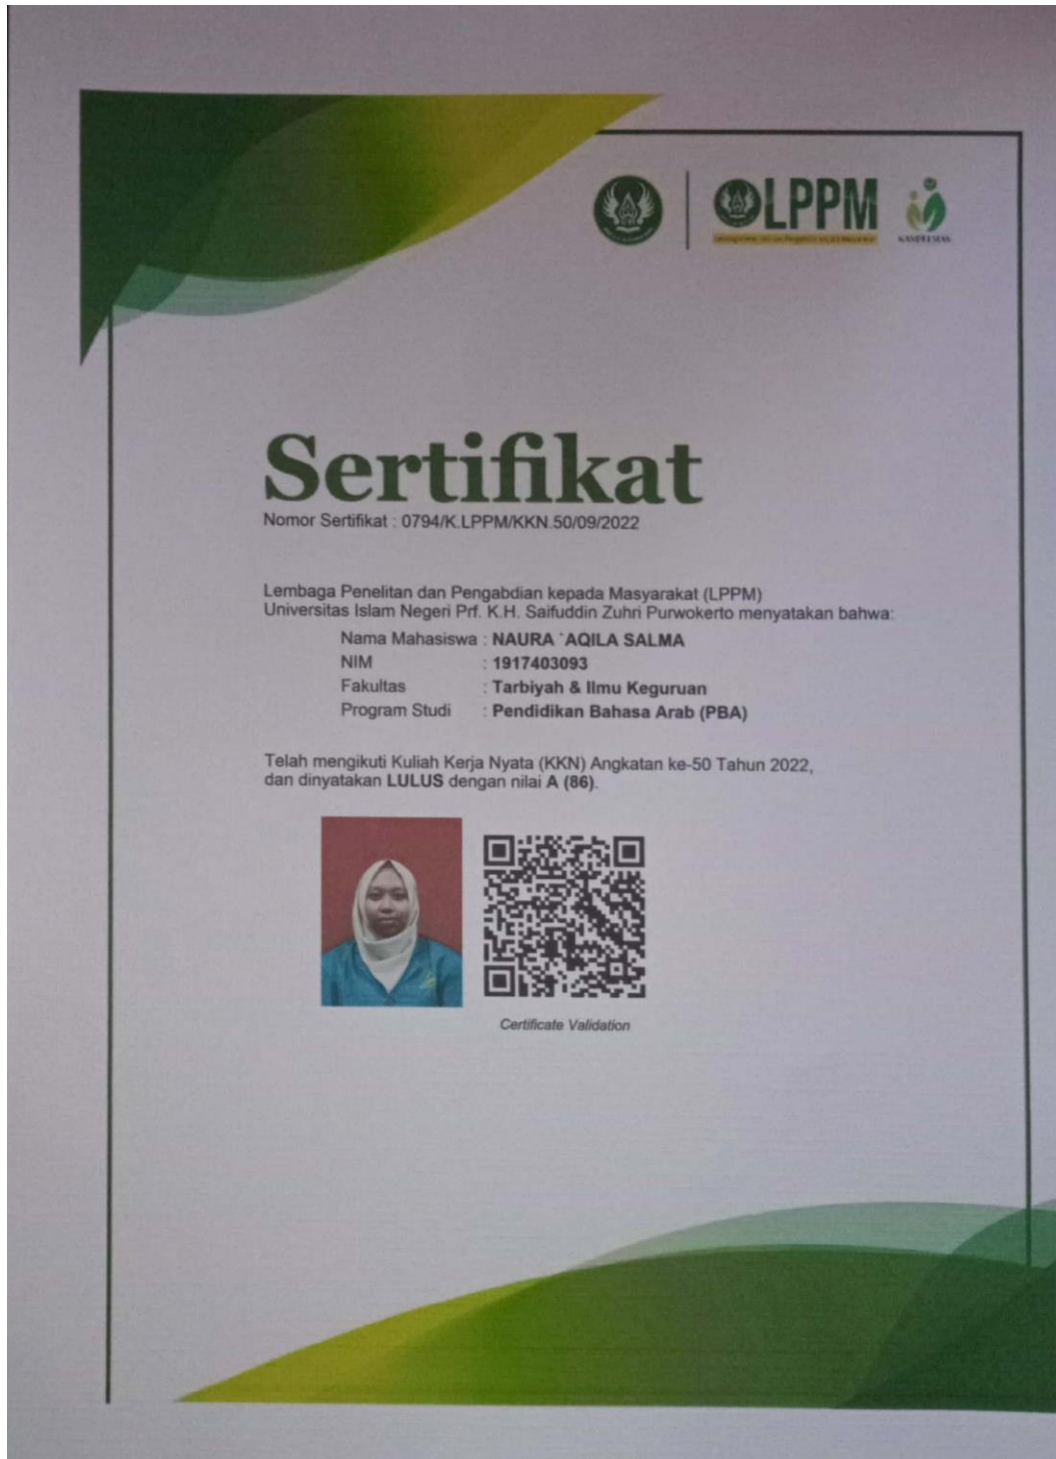 LPPM
KAMPELMAS
Sertifikat
Nomor Sertifikat : 0794/K.LPPM/KKN.50/09/2022
Lembaga Penelitan dan Pengabdian kepada Masyarakat (LPPM)
Universitas Islam Negeri Prf. K.H. Saifuddin Zuhri Purwokerto menyatakan bahwa:
Nama Mahasiswa : NAURA `AQILA SALMA
NIM : 1917403093
Fakultas : Tarbiyah & Ilmu Keguruan
Program Studi : Pendidikan Bahasa Arab (PBA)
Telah mengikuti Kuliah Kerja Nyata (KKN) Angkatan ke-50 Tahun 2022,
dan dinyatakan LULUS dengan nilai A (86).
Certificate Validation